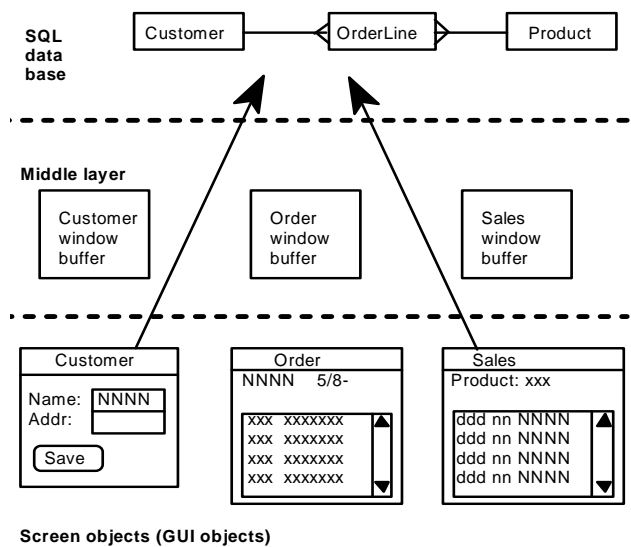 SQL
data
base
Customer
OrderLine
Product
Middle layer
Customer
window
buffer
Order
window
buffer
Sales
window
buffer
Customer
Name: NNNN
Addr:
Save
Order
NNNN 5/8-
xxx xxxxxxx
xxx xxxxxxx
xxx xxxxxxx
xxx xxxxxxx
Sales
Product: xxx
ddd nn NNNN
ddd nn NNNN
ddd nn NNNN
ddd nn NNNN
Screen objects (GUI objects)